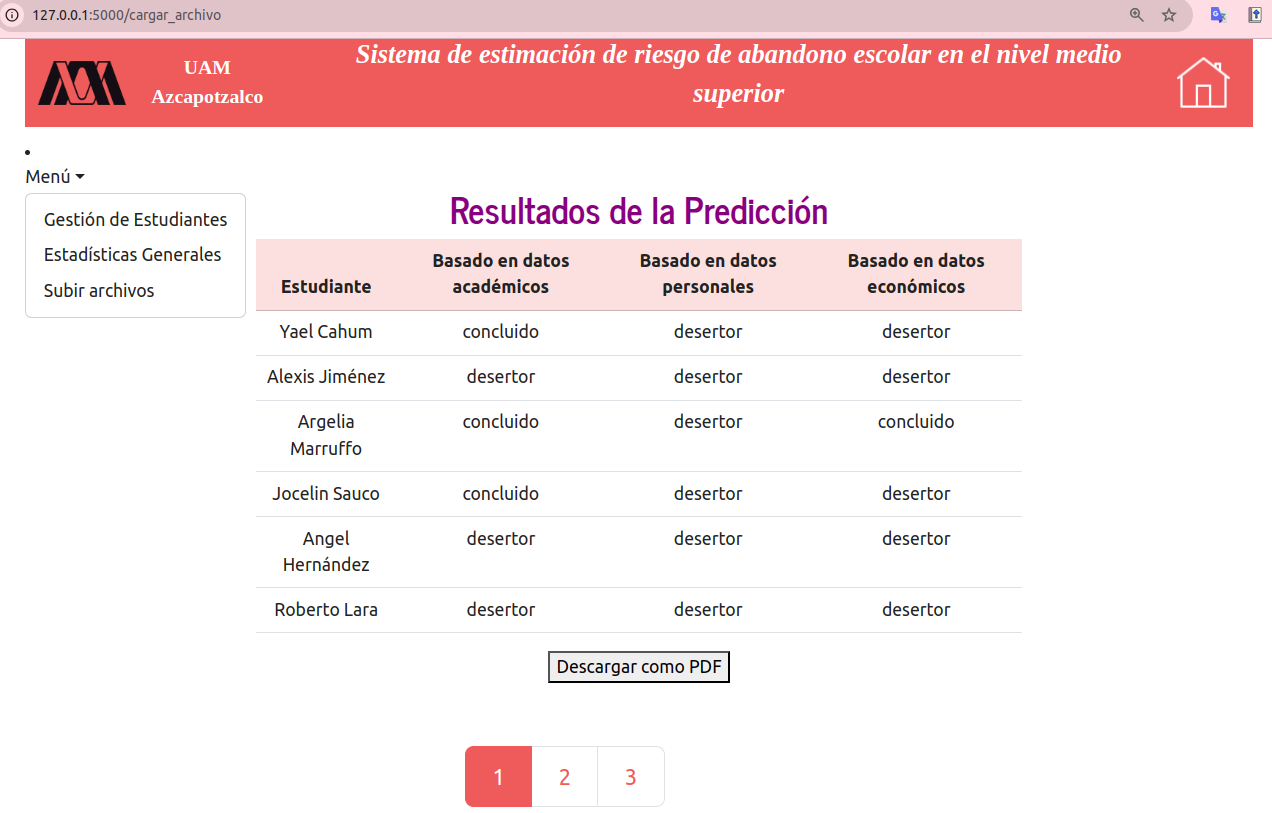 127.0.0.1:5000/cargar_archivo
UAM
Azcapotzalco
Sistema de estimación de riesgo de abandono escolar en el nivel medio
superior
Menú
Gestión de Estudiantes
Estadísticas Generales
Subir archivos
Resultados de la Predicción
Estudiante Basado en datos académicos Basado en datos personales Basado en datos económicos
Yael Cahum concluido desertor desertor
Alexis Jiménez desertor desertor desertor
Argelia Marruffo concluido desertor concluido
Jocelin Sauco concluido desertor desertor
Angel Hernández desertor desertor desertor
Roberto Lara desertor desertor desertor
Descargar como PDF
1 2 3